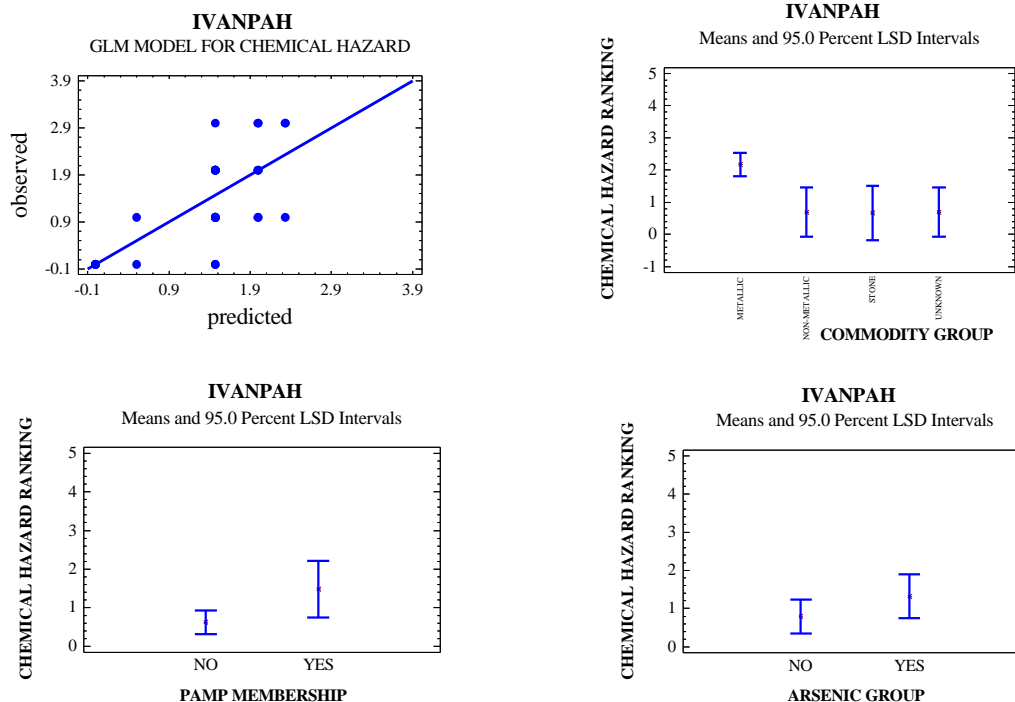 IVANPAH
GLM MODEL FOR CHEMICAL HAZARD
observed
3.9
2.9
1.9
0.9
-0.1
-0.1 0.9 1.9 2.9 3.9
predicted
IVANPAH
Means and 95.0 Percent LSD Intervals
CHEMICAL HAZARD RANKING
5
4
3
2
1
0
-1
METALLIC
NON-METALLIC
STONE
UNKNOWN
COMMODITY GROUP
IVANPAH
Means and 95.0 Percent LSD Intervals
CHEMICAL HAZARD RANKING
5
4
3
2
1
0
NO YES
PAMP MEMBERSHIP
IVANPAH
Means and 95.0 Percent LSD Intervals
CHEMICAL HAZARD RANKING
5
4
3
2
1
0
NO YES
ARSENIC GROUP